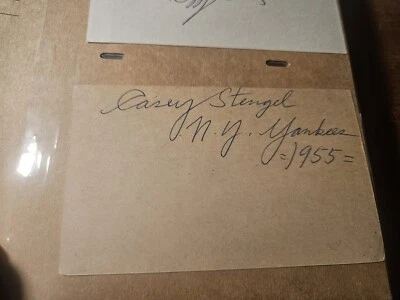 Casey Stengel
N.Y. Yankees
=1955=